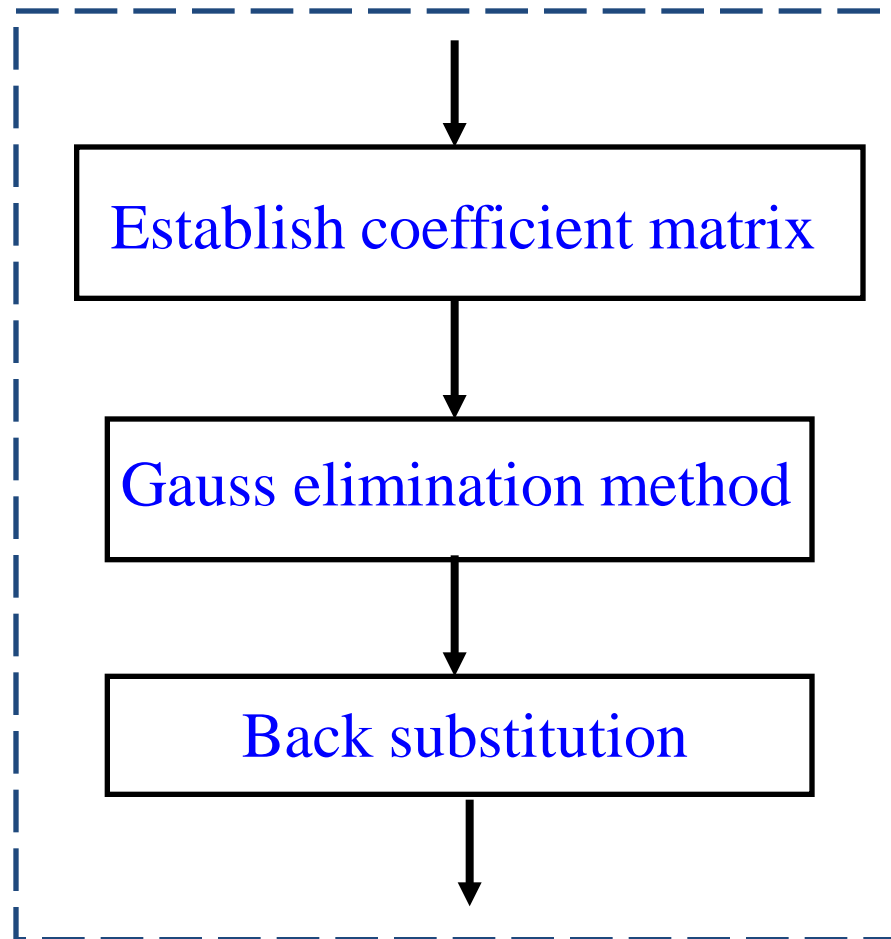 Establish coefficient matrix
Gauss elimination method
Back substitution